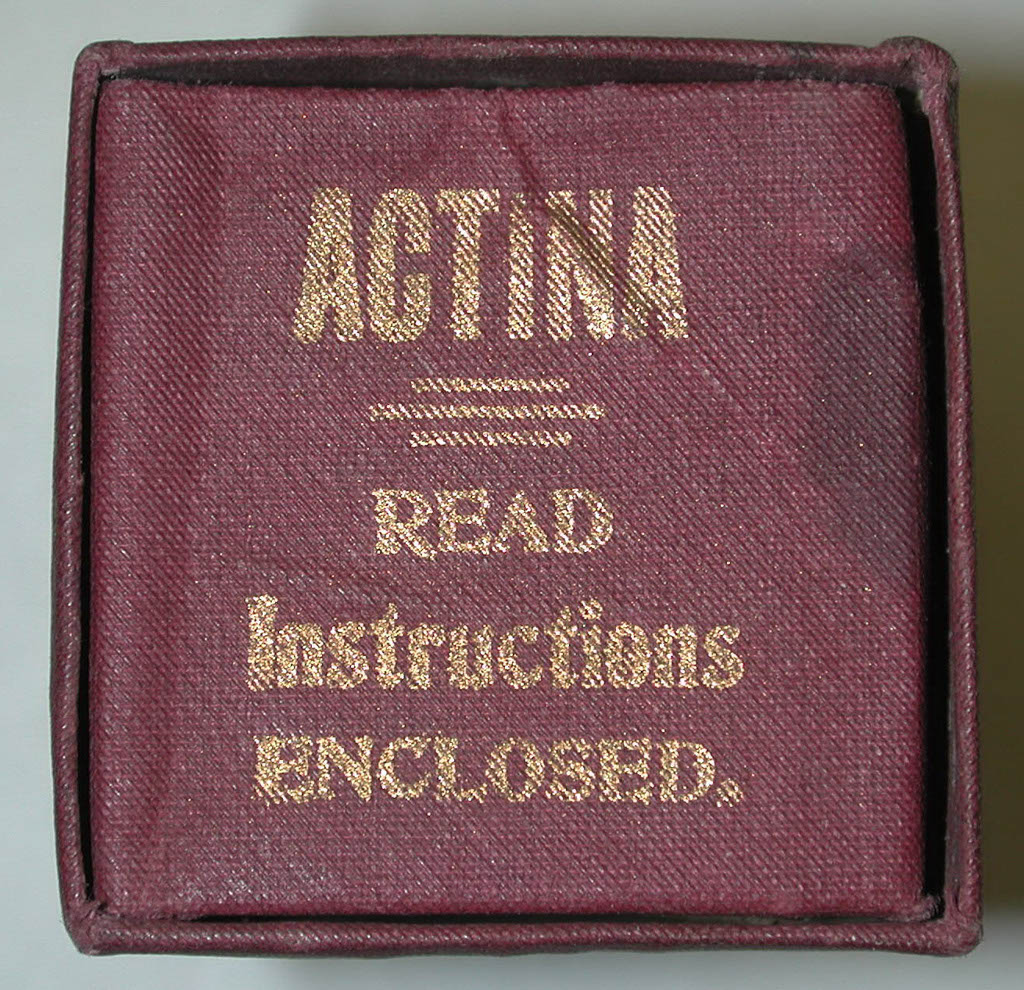 ACTINA
READ
Instructions
ENCLOSED.